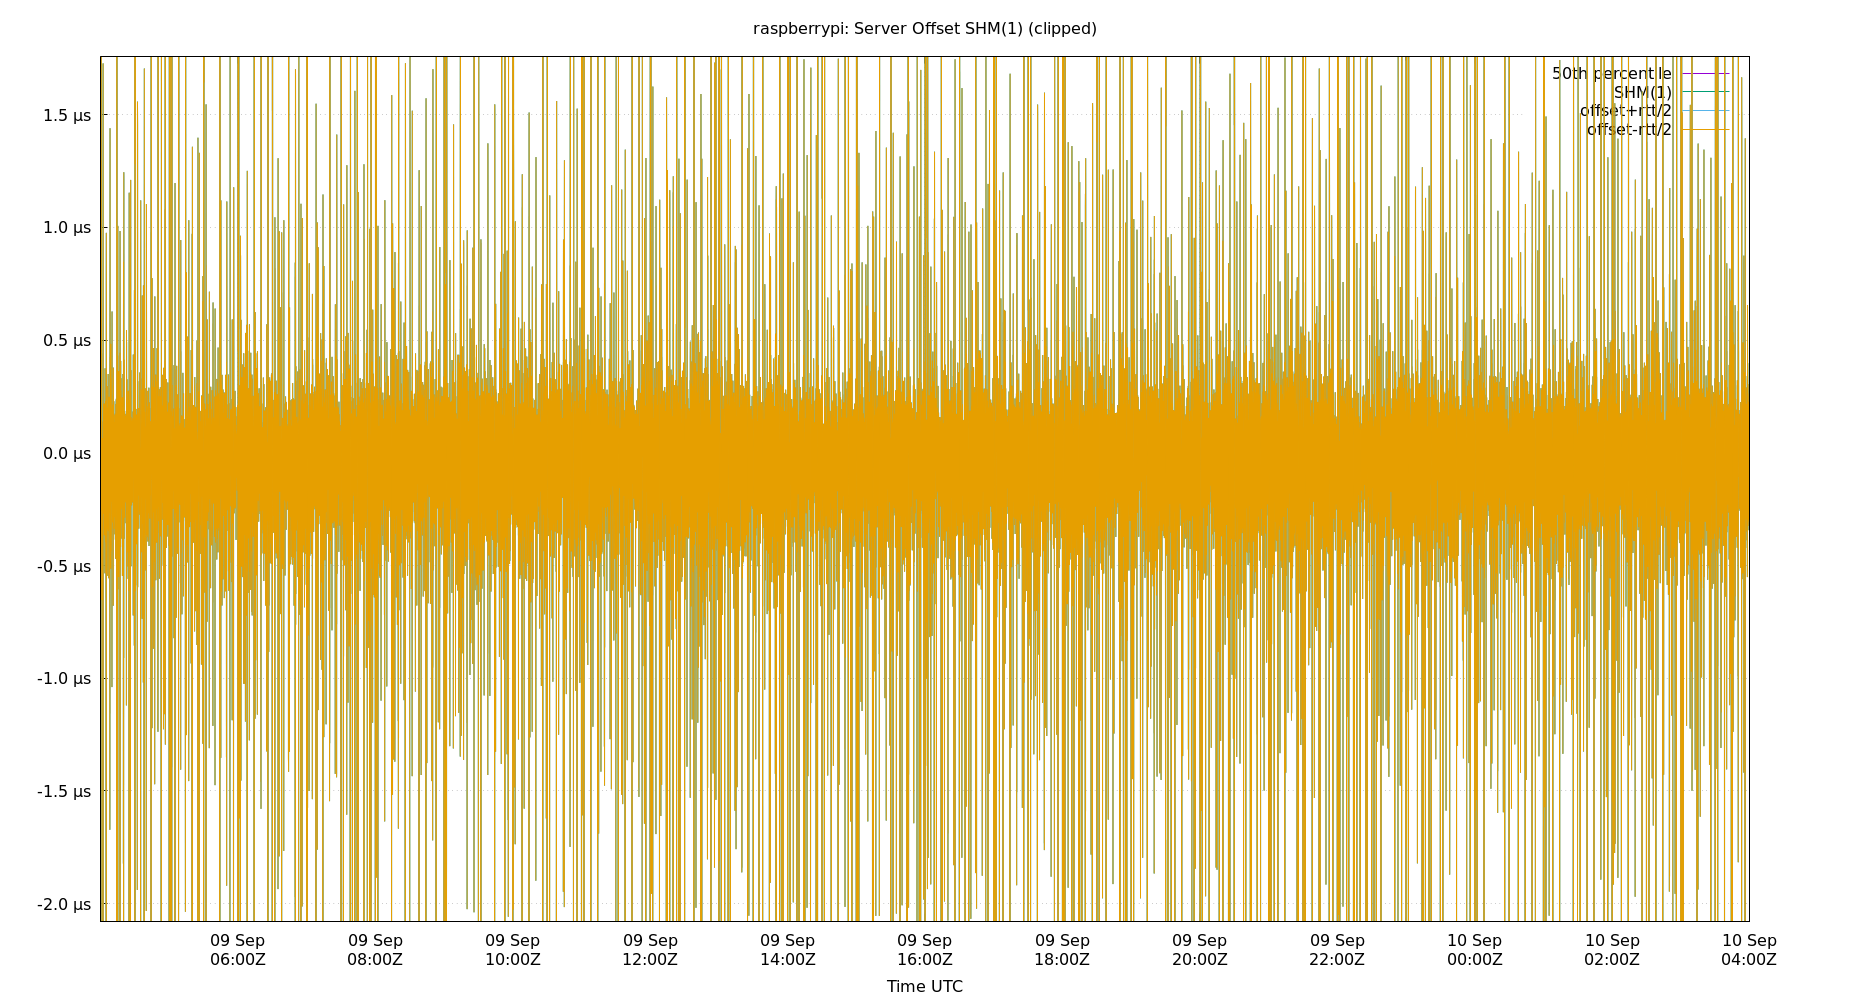 raspberrypi: Server Offset SHM(1) (clipped)
50th percentile
SHM(1)
offset+rtt/2
offset-rtt/2
1.5 µs
1.0 µs
0.5 µs
0.0 µs
-0.5 µs
-1.0 µs
-1.5 µs
-2.0 µs
09 Sep 09 Sep 09 Sep 09 Sep 09 Sep 09 Sep 09 Sep 09 Sep 09 Sep 10 Sep 10 Sep 10 Sep
06:00Z 08:00Z 10:00Z 12:00Z 14:00Z 16:00Z 18:00Z 20:00Z 22:00Z 00:00Z 02:00Z 04:00Z
Time UTC